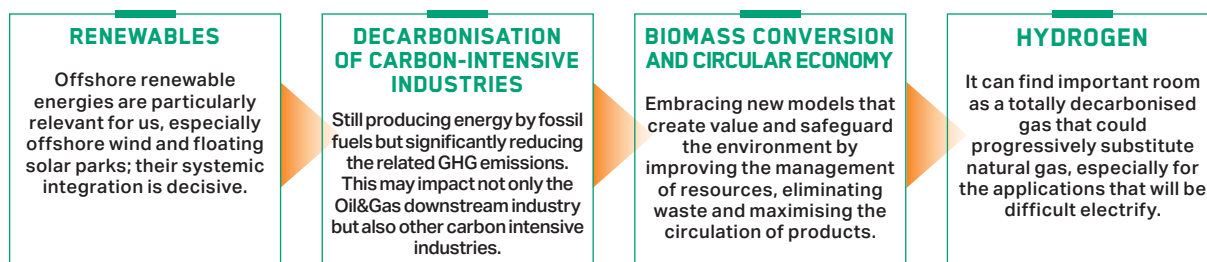 RENEWABLES
Offshore renewable
energies are particularly
relevant for us, especially
offshore wind and floating
solar parks; their systemic
integration is decisive.
DECARBONISATION
OF CARBON-INTENSIVE
INDUSTRIES
Still producing energy by fossil
fuels but significantly reducing
the related GHG emissions.
This may impact not only the
Oil&Gas downstream industry
but also other carbon intensive
industries.
BIOMASS CONVERSION
AND CIRCULAR ECONOMY
Embracing new models that
create value and safeguard
the environment by
improving the management
of resources, eliminating
waste and maximising the
circulation of products.
HYDROGEN
It can find important room
as a totally decarbonised
gas that could
progressively substitute
natural gas, especially for
the applications that will be
difficult electrify.